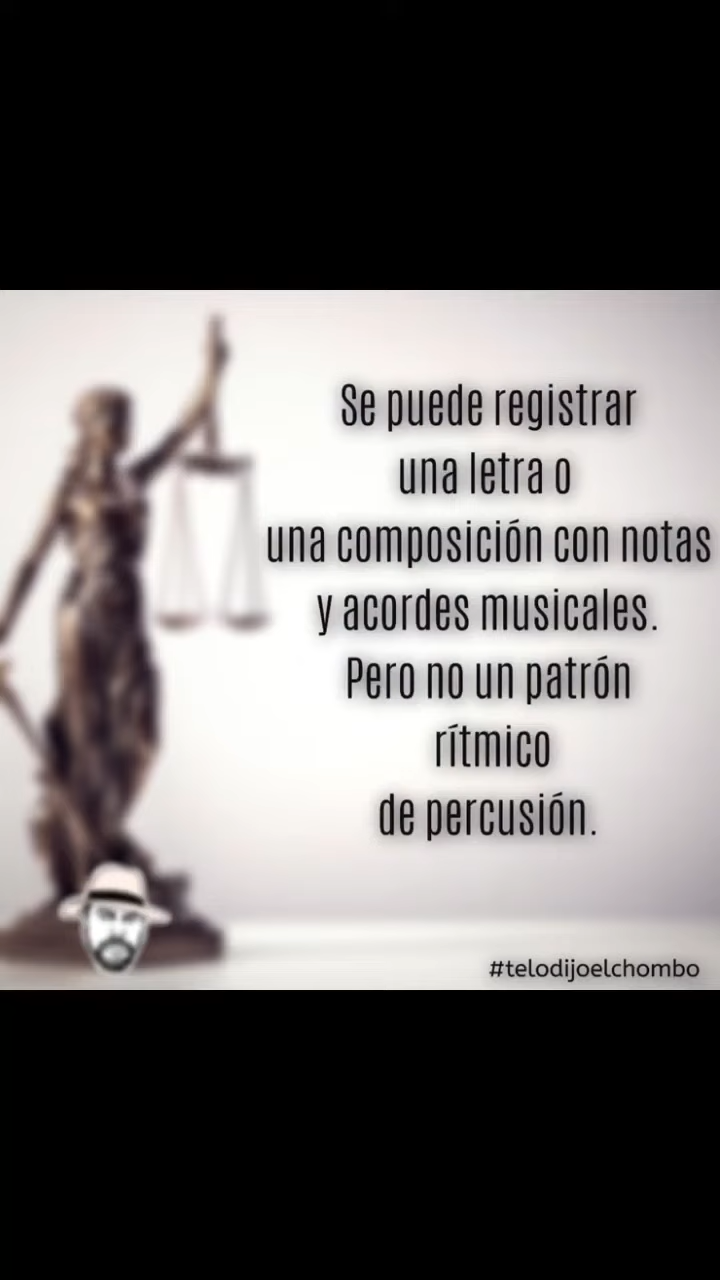 Se puede registrar
una letra o
una composición con notas
y acordes musicales.
Pero no un patrón
rítmico
de percusión.
#telodijoelchombo